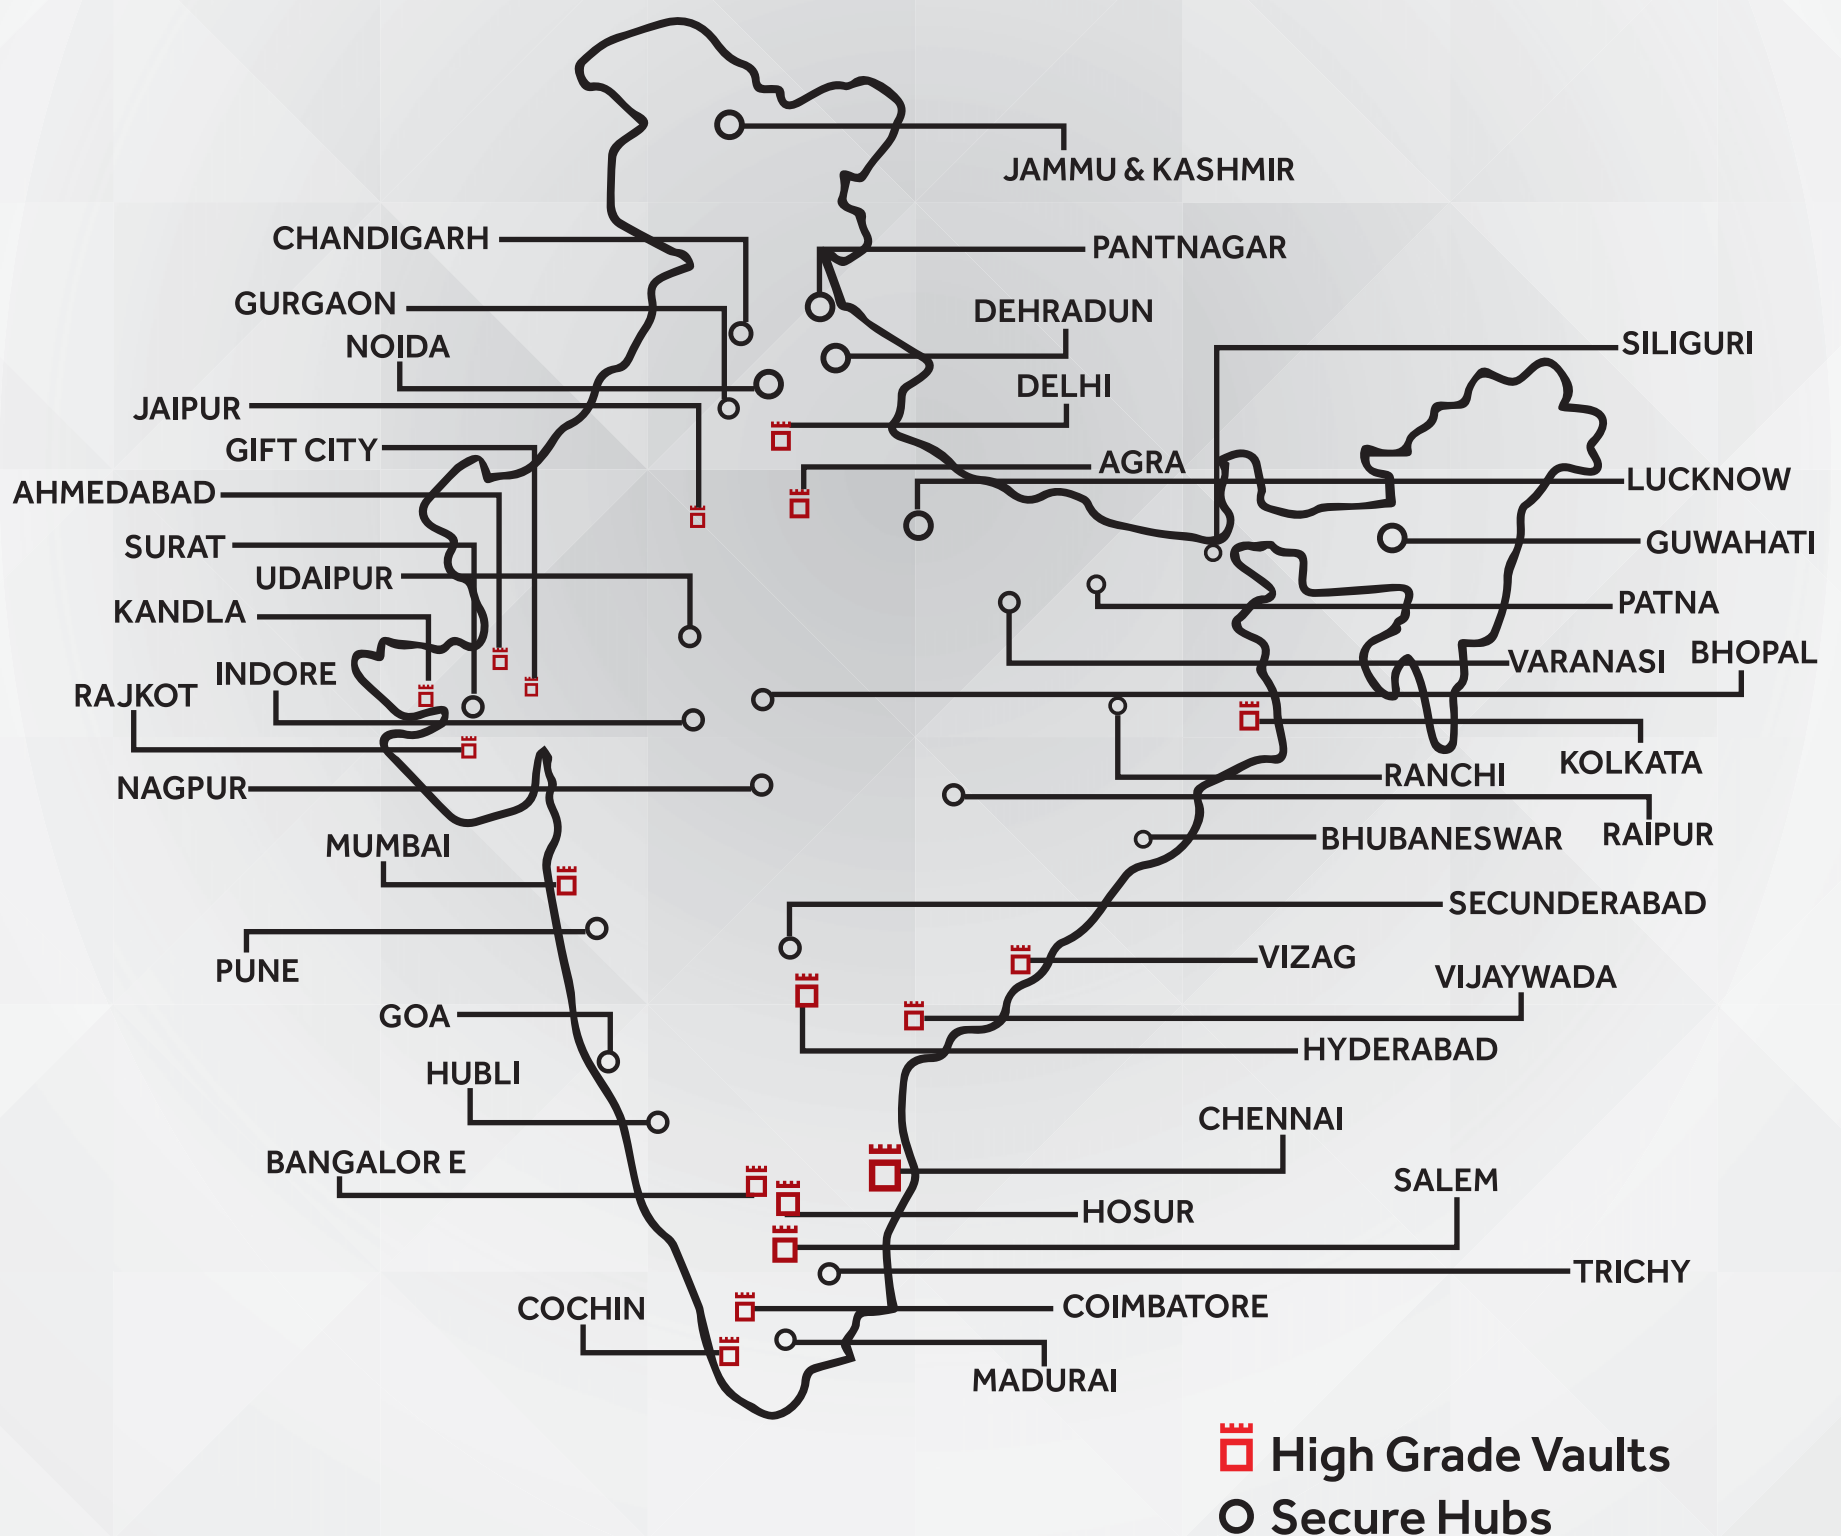 JAMMU & KASHMIR
CHANDIGARH
PANTNAGAR
GURGAON
DEHRADUN
NOIDA
SILIGURI
DELHI
JAIPUR
GIFT CITY
AGRA
LUCKNOW
AHMEDABAD
SURAT
GUWAHATI
UDAIPUR
PATNA
KANDLA
BHOPAL
VARANASI
INDORE
RAJKOT
KOLKATA
RANCHI
NAGPUR
RAIPUR
BHUBANESWAR
MUMBAI
SECUNDERABAD
VIZAG
PUNE
VIJAYWADA
GOA
HYDERABAD
HUBLI
CHENNAI
BANGALOR E
SALEM
HOSUR
TRICHY
COCHIN
COIMBATORE
MADURAI
High Grade Vaults
Secure Hubs